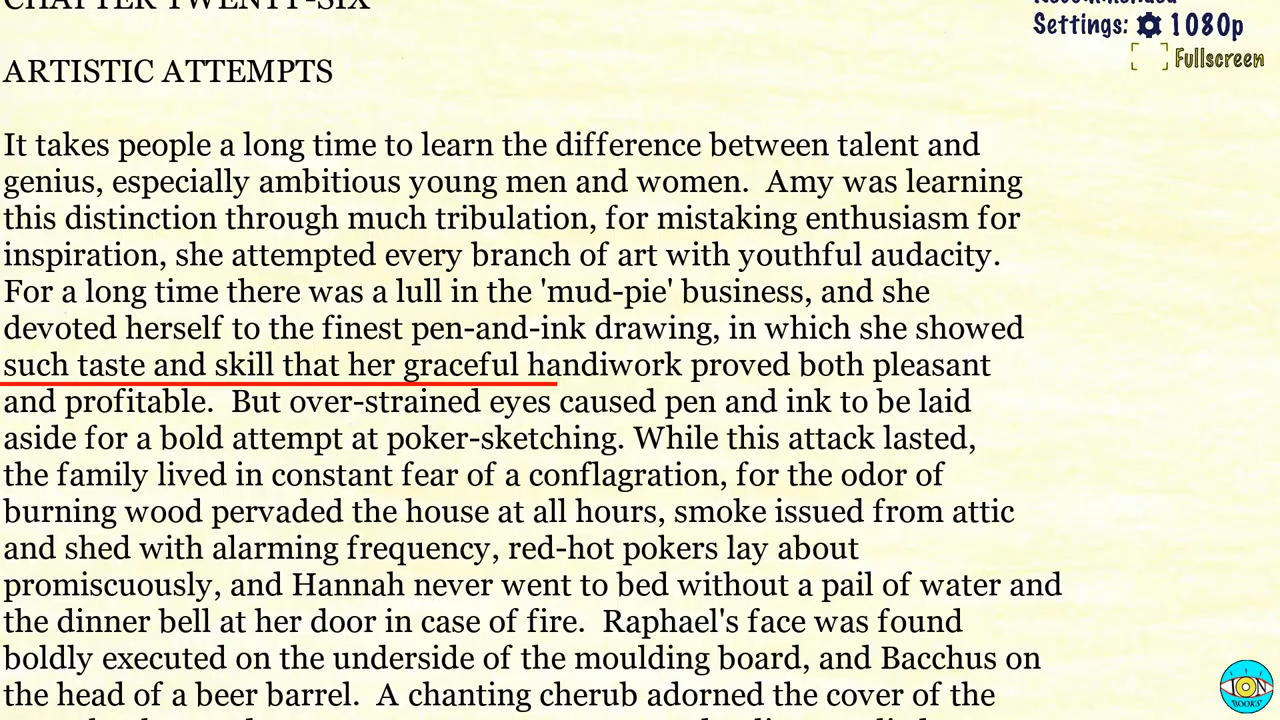 CHAPTER TWENTY-SIX
Recommended
Settings: 1080p
Fullscreen
ARTISTIC ATTEMPTS
It takes people a long time to learn the difference between talent and
genius, especially ambitious young men and women.  Amy was learning
this distinction through much tribulation, for mistaking enthusiasm for
inspiration, she attempted every branch of art with youthful audacity.
For a long time there was a lull in the 'mud-pie' business, and she
devoted herself to the finest pen-and-ink drawing, in which she showed
such taste and skill that her graceful handiwork proved both pleasant
and profitable.  But over-strained eyes caused pen and ink to be laid
aside for a bold attempt at poker-sketching. While this attack lasted,
the family lived in constant fear of a conflagration, for the odor of
burning wood pervaded the house at all hours, smoke issued from attic
and shed with alarming frequency, red-hot pokers lay about
promiscuously, and Hannah never went to bed without a pail of water and
the dinner bell at her door in case of fire.  Raphael's face was found
boldly executed on the underside of the moulding board, and Bacchus on
the head of a beer barrel.  A chanting cherub adorned the cover of the
ION
BOOKS